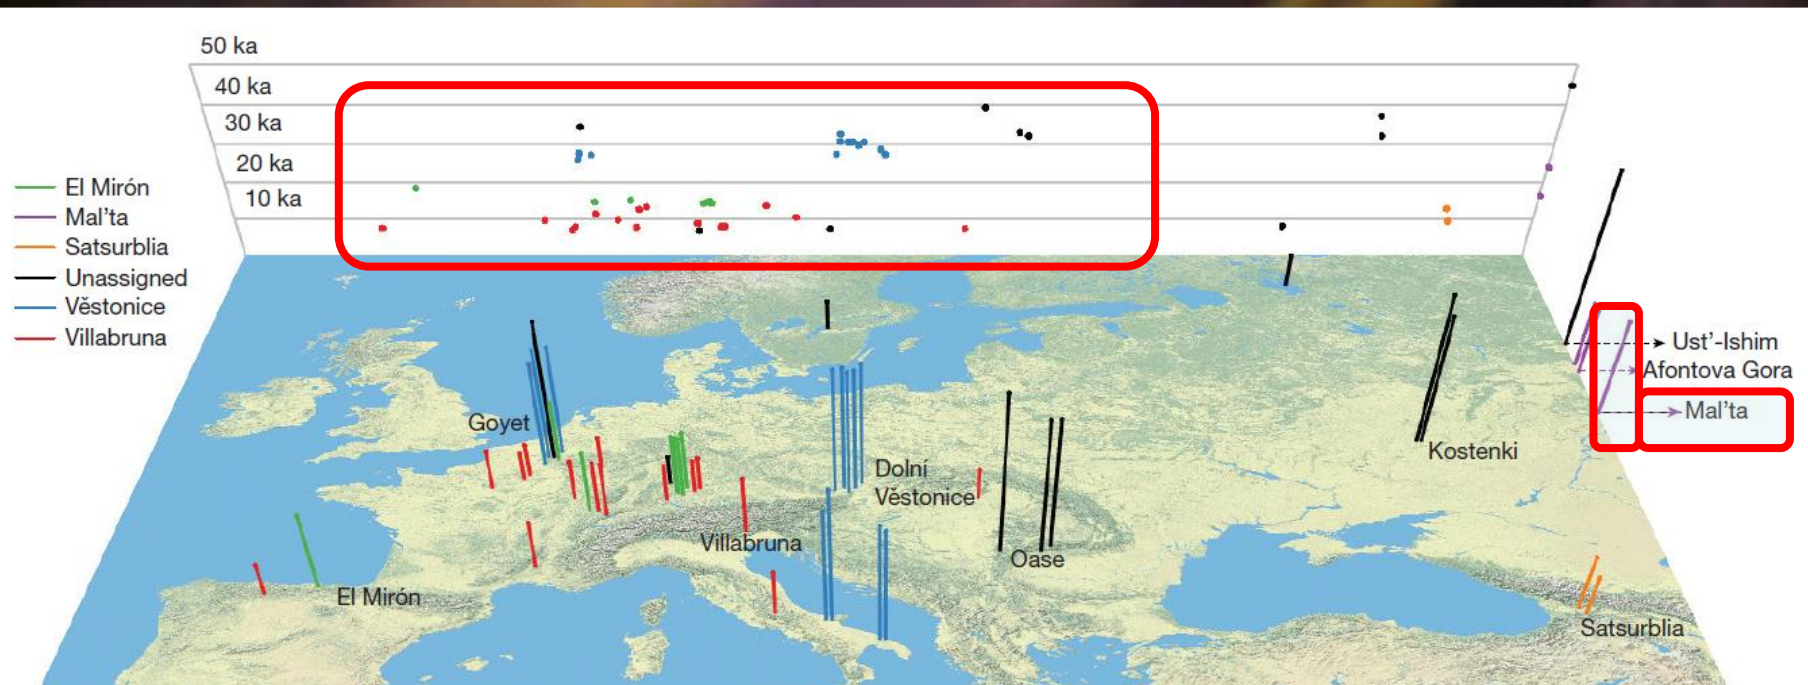 50 ka
40 ka
30 ka
20 ka
10 ka
El Mirón
Mal'ta
Satsurblia
Unassigned
Věstonice
Villabruna
Ust'-Ishim
Afontova Gora
Mal'ta
Goyet
Kostenki
Dolní
Věstonice
Villabruna
Oase
El Mirón
Satsurblia